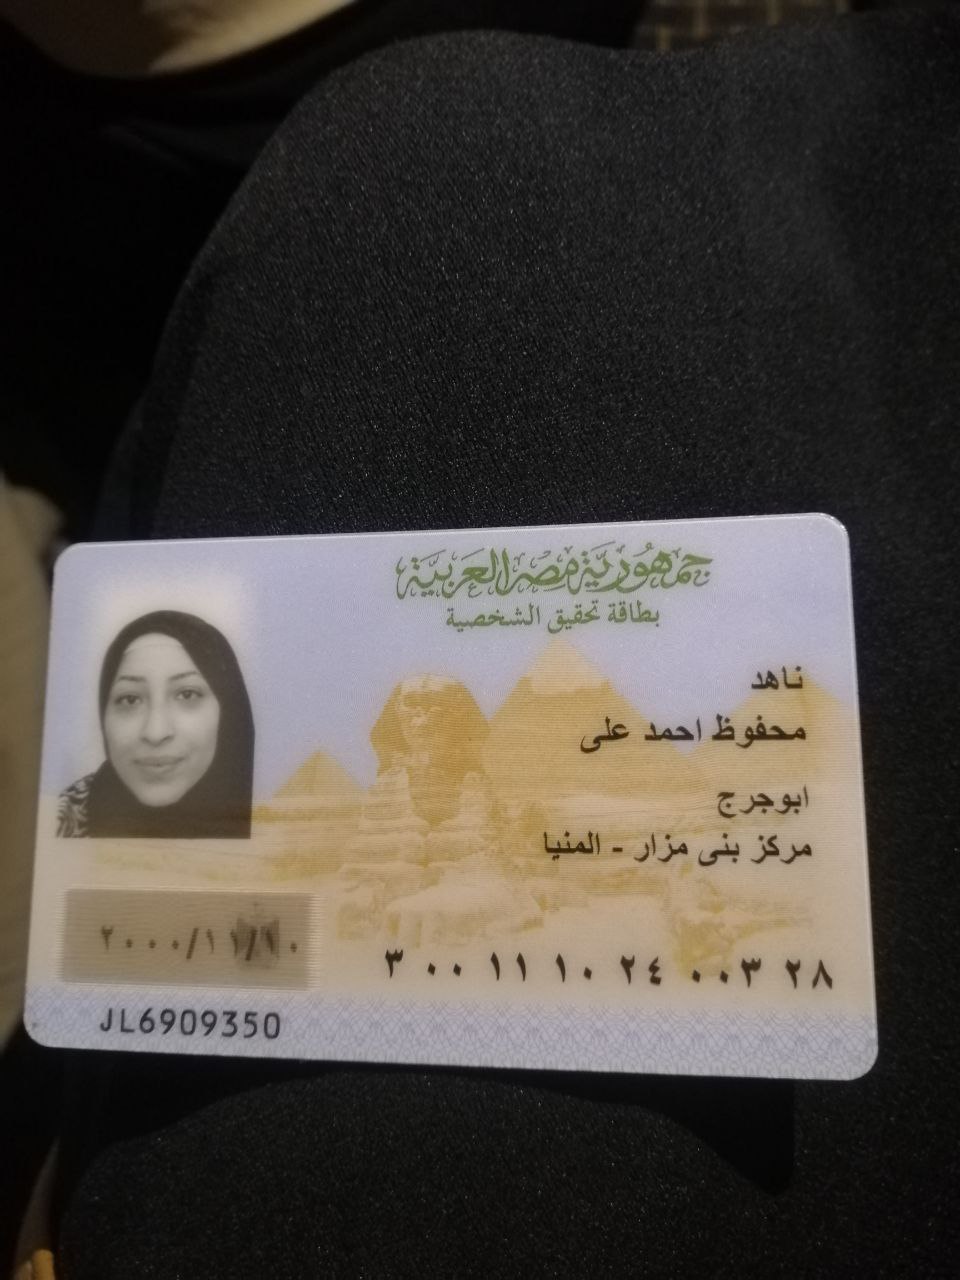 جمهورية مصر العربية
بطاقة تحقيق الشخصية
ناهد
محفوظ احمد على
ابوجرج
مركز بنى مزار - المنيا
٢٠٠٠/١١/١٠
٣ ٠٠ ١١ ١٠ ٢٤ ٠٠٣ ٢٨
JL6909350